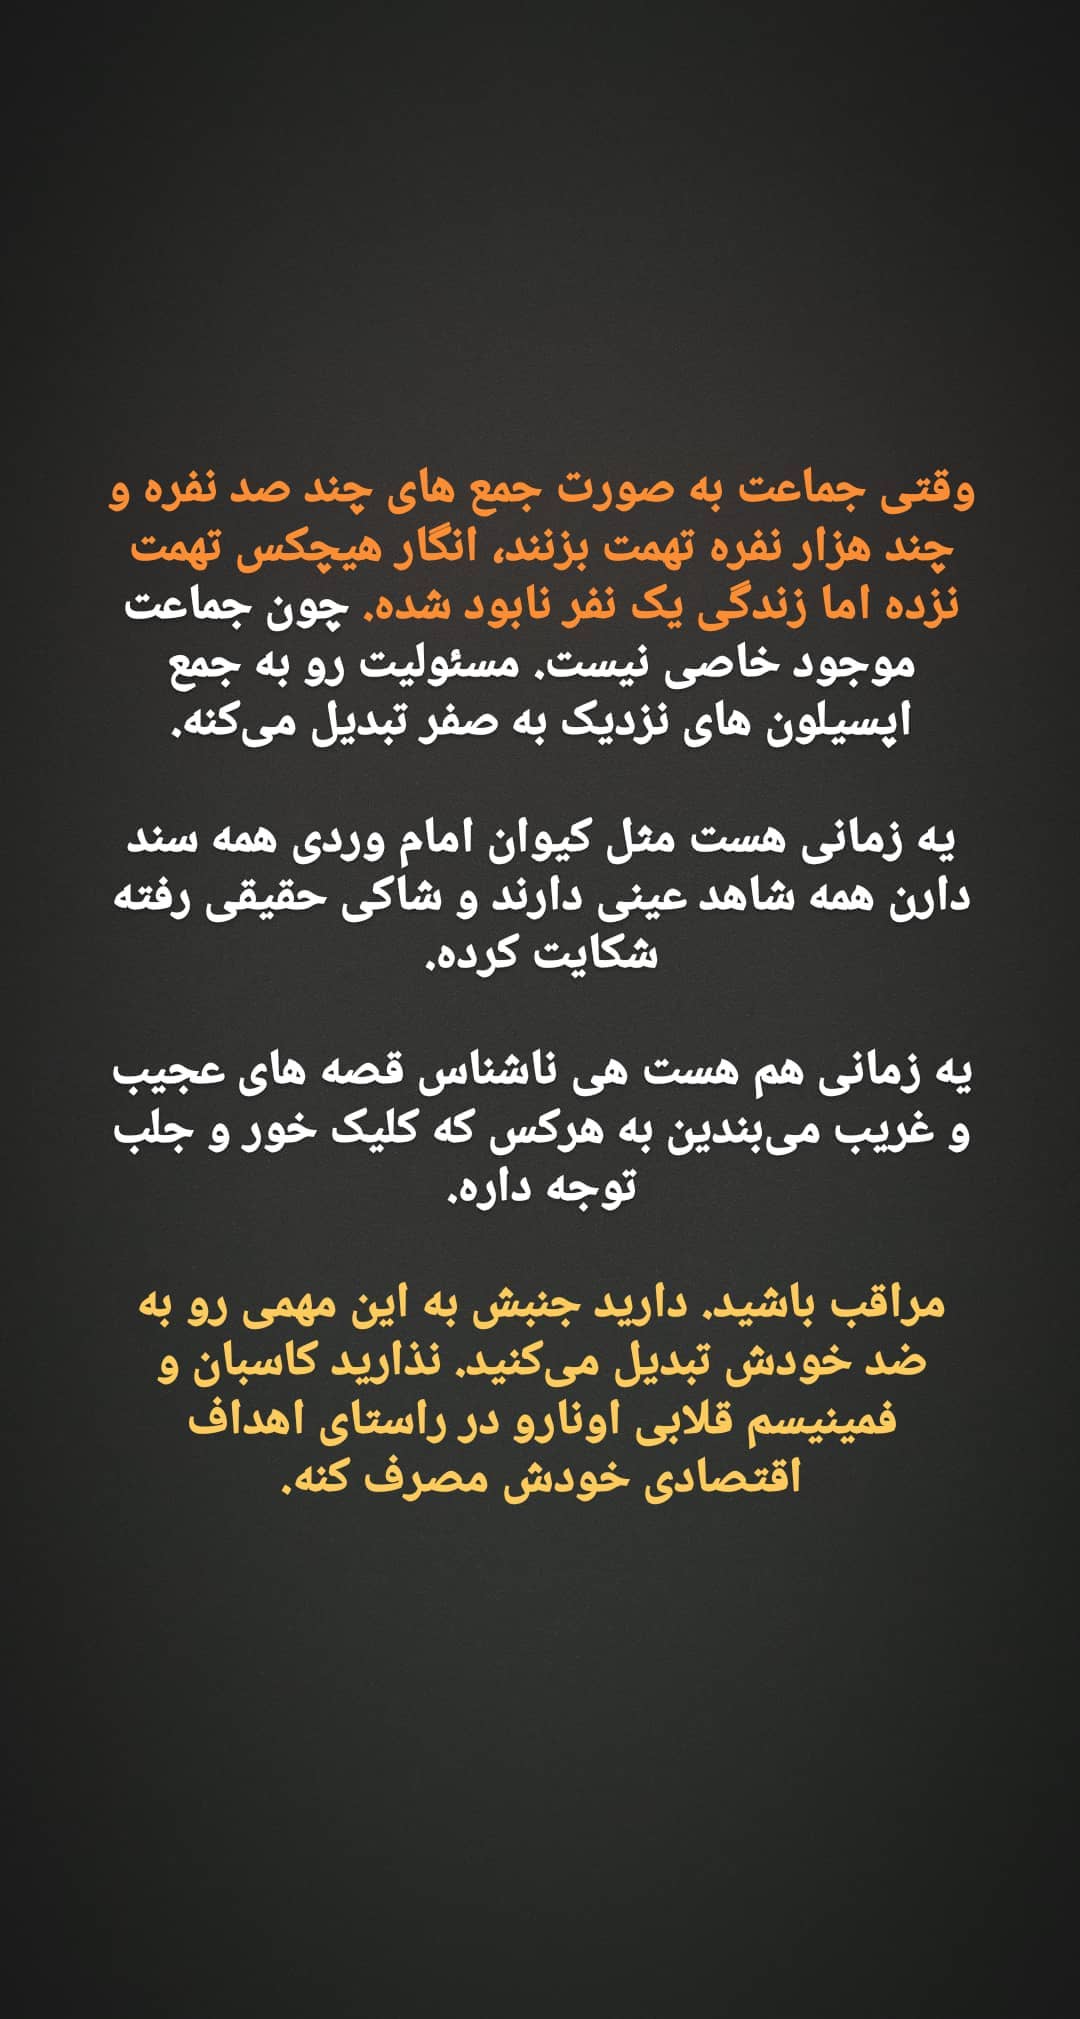 وقتی جماعت به صورت جمع های چند صد نفره و
چند هزار نفره تهمت بزنند، انگار هیچکس تهمت
نزده اما زندگی یک نفر نابود شده. چون جماعت
موجود خاصی نیست. مسئولیت رو به جمع
اپسیلون های نزدیک به صفر تبدیل می‌کنه.
یه زمانی هست مثل کیوان امام وردی همه سند
دارن همه شاهد عینی دارند و شاکی حقیقی رفته
شکایت کرده.
یه زمانی هم هست هی ناشناس قصه های عجیب
و غریب می‌بندین به هرکس که کلیک خور و جلب
توجه داره.
مراقب باشید. دارید جنبش به این مهمی رو به
ضد خودش تبدیل می‌کنید. نذارید کاسبان و
فمینیسم قلابی اونارو در راستای اهداف
اقتصادی خودش مصرف کنه.